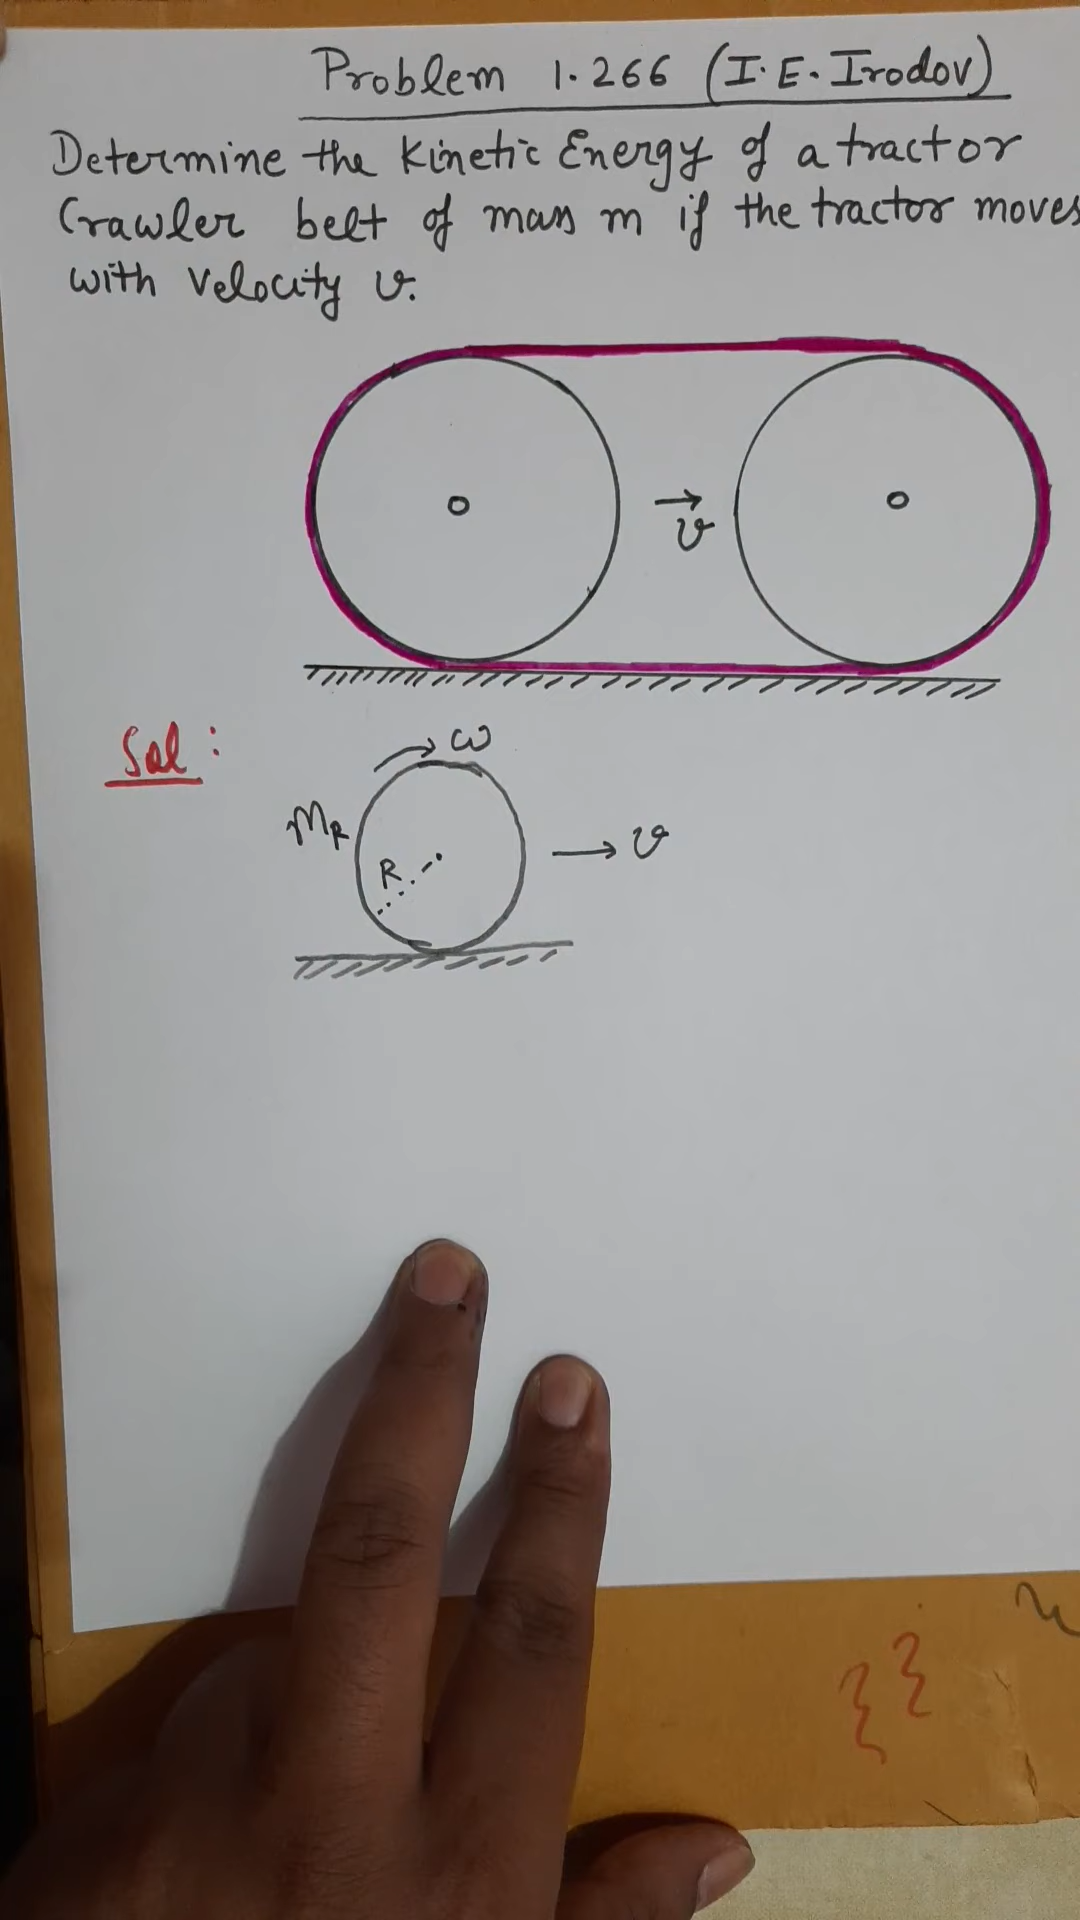 Problem 1.266 (I.E. Irodov)
Determine the Kinetic Energy of a tractor
Crawler belt of mass m if the tractor moves
with Velocity v.
v
Sol:
ω
m_R
R
v